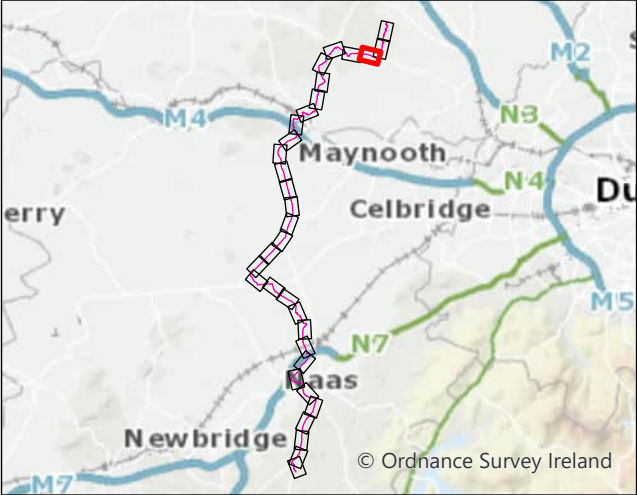 M2
N3
M4
Maynooth
N4
Du
erry
Celbridge
M5
N7
Naas
Newbridge
© Ordnance Survey Ireland
M7